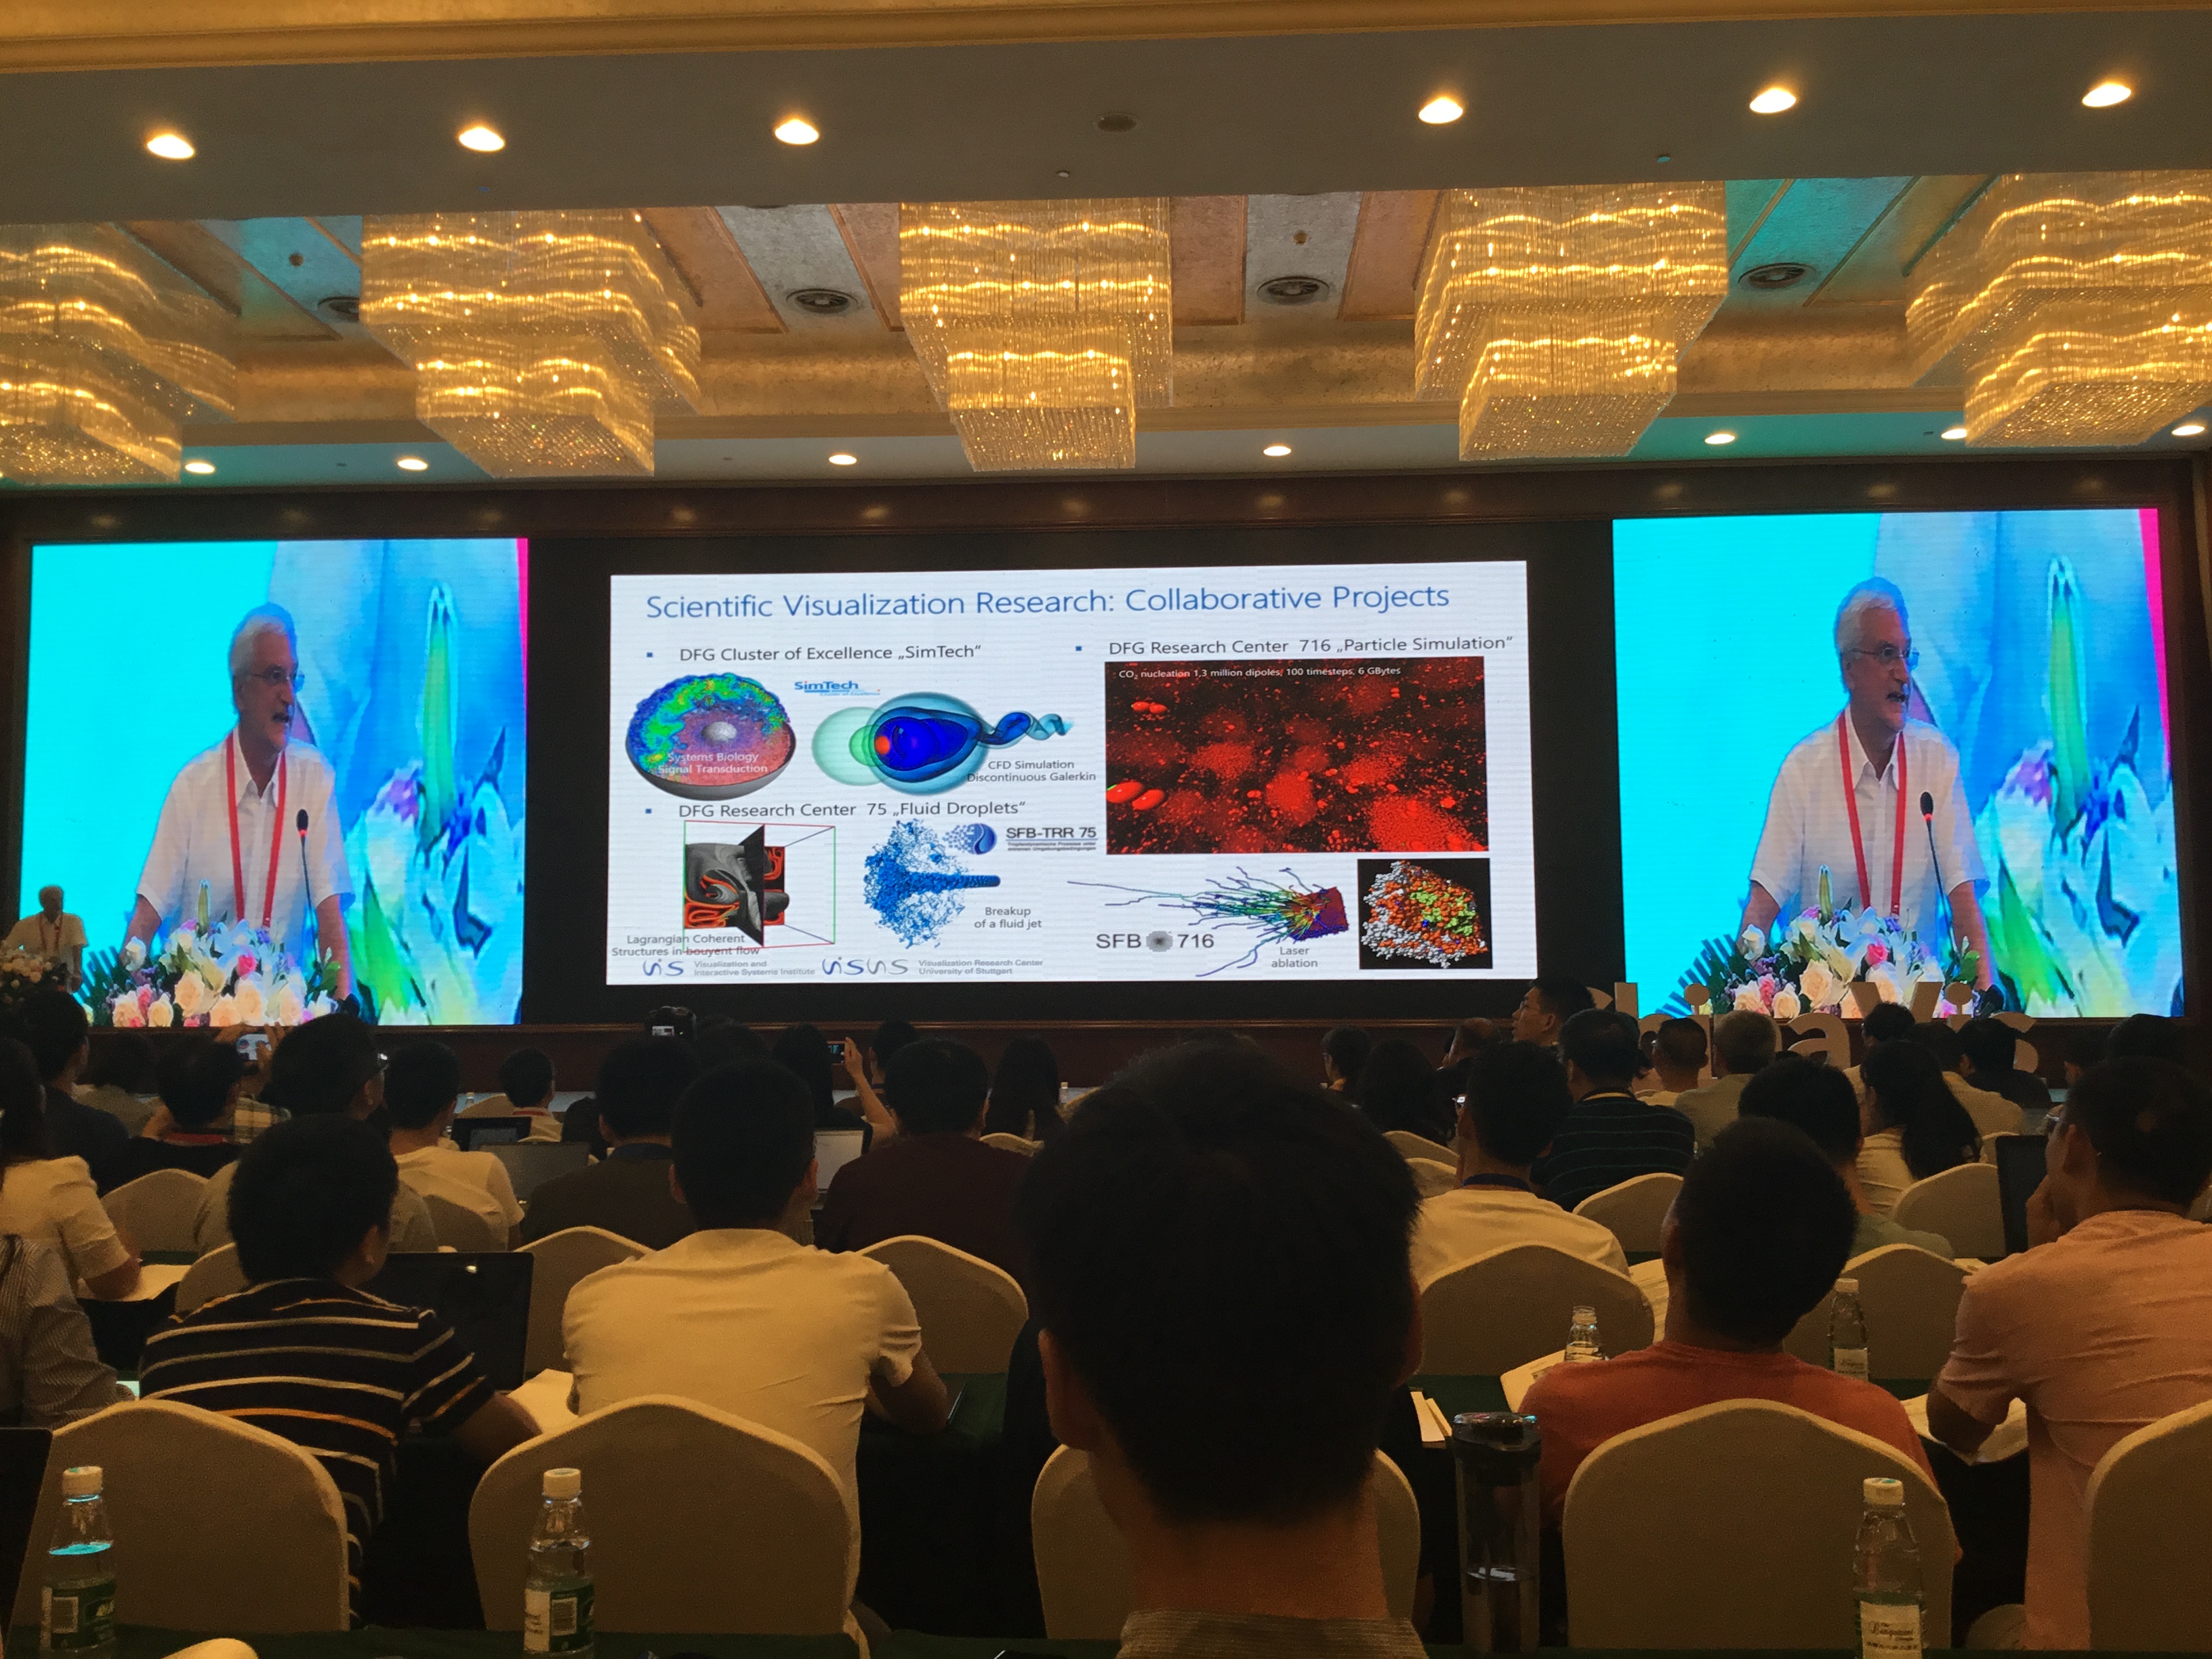 Scientific Visualization Research: Collaborative Projects
DFG Cluster of Excellence „SimTech"
SimTech
Systems Biology
Signal Transduction
CFD Simulation
Discontinuous Galerkin
DFG Research Center 75 „Fluid Droplets"
SFB-TRR 75
Breakup
of a fluid jet
Lagrangian Coherent
Structures in bouyent flow
Visualization and
Interactive Systems Institute
VISUS
Visualization Research Center
University of Stuttgart
DFG Research Center 716 „Particle Simulation"
CO₂ nucleation 1,3 million dipoles, 100 timesteps, 6 GBytes
SFB 716
Laser
ablation